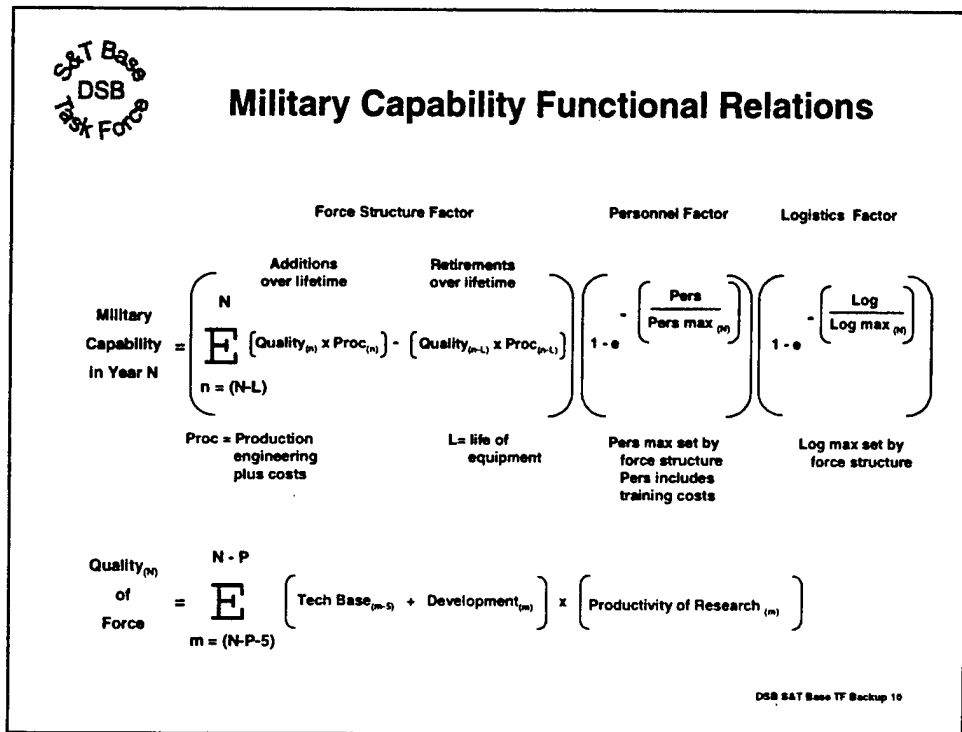 S&T Base
DSB
Task Force
Military Capability Functional Relations
Force Structure Factor
Personnel Factor
Logistics Factor
Additions
over lifetime
Retirements
over lifetime
Military
Capability
in Year N
=
N
E
n = (N-L)
(Quality(n) x Proc(n)) - (Quality(n-L) x Proc(n-L))
1 - e - (Pers / Pers max (N))
1 - e - (Log / Log max (N))
Proc = Production
engineering
plus costs
L= life of
equipment
Pers max set by
force structure
Pers includes
training costs
Log max set by
force structure
Quality(N)
of
Force
=
N - P
E
m = (N-P-5)
(Tech Base(m-5) + Development(m)) x (Productivity of Research (m))
DSB S&T Base TF Backup 10